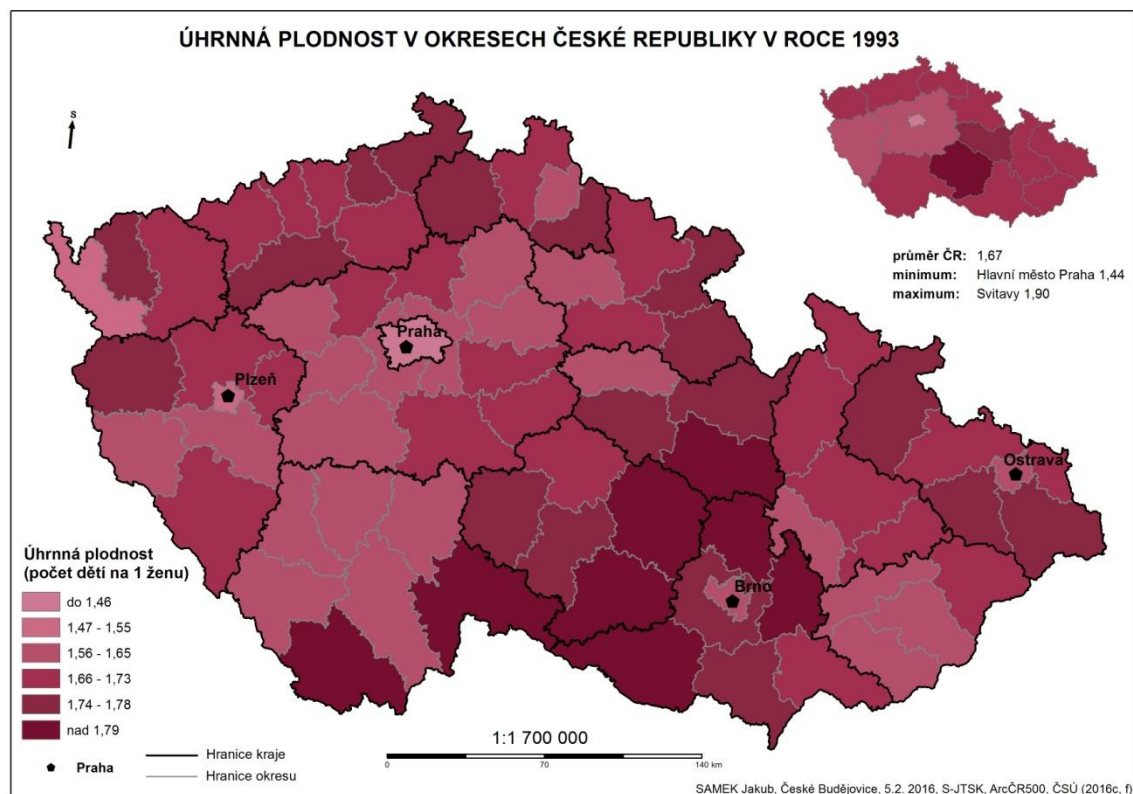 ÚHRNNÁ PLODNOST V OKRESECH ČESKÉ REPUBLIKY V ROCE 1993
S
průměr ČR: 1,67
minimum: Hlavní město Praha 1,44
maximum: Svitavy 1,90
Praha
Plzeň
Ostrava
Brno
Úhrnná plodnost
(počet dětí na 1 ženu)
do 1,46
1,47 - 1,55
1,56 - 1,65
1,66 - 1,73
1,74 - 1,78
nad 1,79
Praha
Hranice kraje
Hranice okresu
1:1 700 000
0 70 140 km
SAMEK Jakub, České Budějovice, 5.2. 2016, S-JTSK, ArcČR500, ČSÚ (2016c, f)